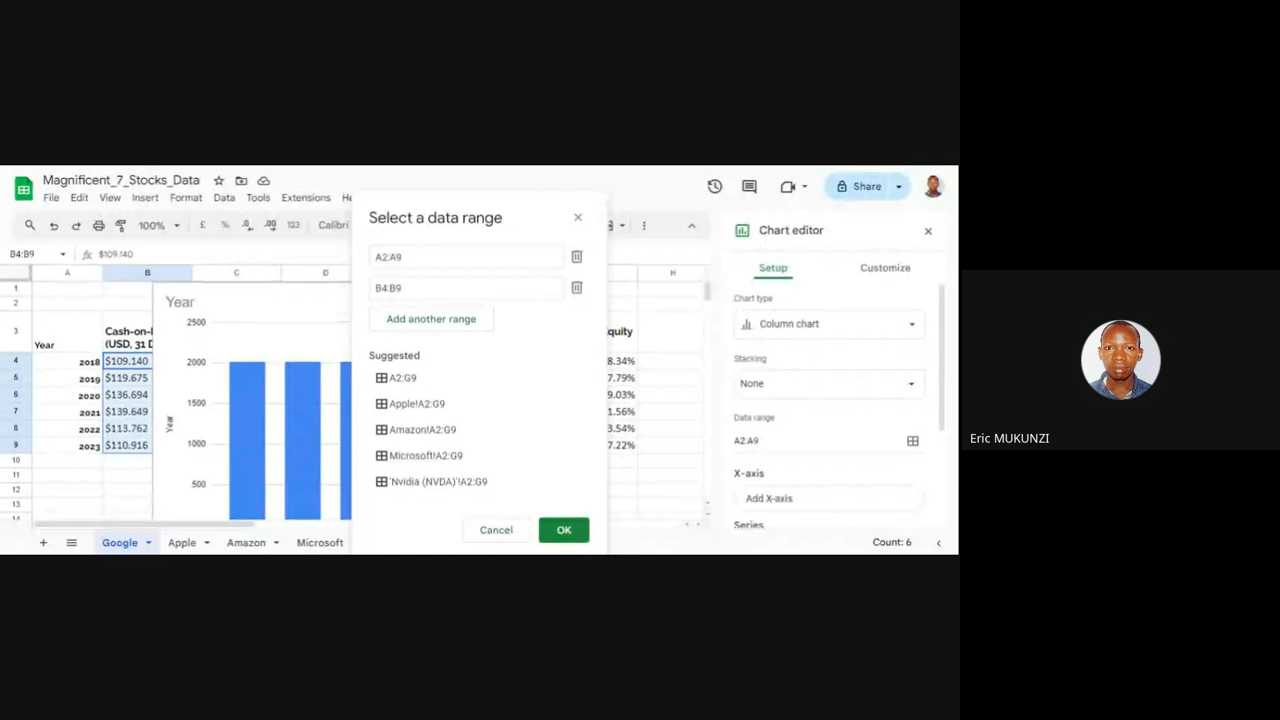 Magnificent_7_Stocks_Data
File Edit View Insert Format Data Tools Extensions He
Share
100% £ % .0 .00 123 Calibri
B4:B9 fx $109.140
A B C D H
1
2
3 Year Cash-on-
(USD, 31 D
quity
4 2018 $109.140 8.34%
5 2019 $119.675 7.79%
6 2020 $136.694 9.03%
7 2021 $139.649 1.56%
8 2022 $113.762 3.54%
9 2023 $110.916 7.22%
10
11
12
13
14
Year
2500
2000
1500
1000
500
Year
Select a data range
A2:A9
B4:B9
Add another range
Suggested
A2:G9
Apple!A2:G9
Amazon!A2:G9
Microsoft!A2:G9
'Nvidia (NVDA)'!A2:G9
Cancel OK
Chart editor
Setup Customize
Chart type
Column chart
Stacking
None
Data range
A2:A9
X-axis
Add X-axis
Series
Google Apple Amazon Microsoft
Count: 6
Eric MUKUNZI